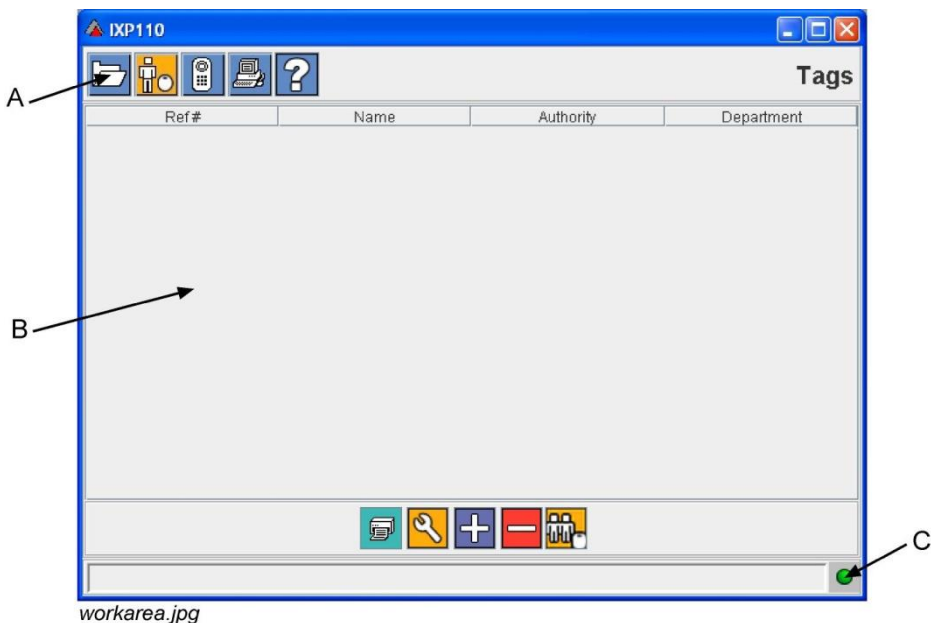 IXP110
A
Tags
Ref# Name Authority Department
B
C
workarea.jpg